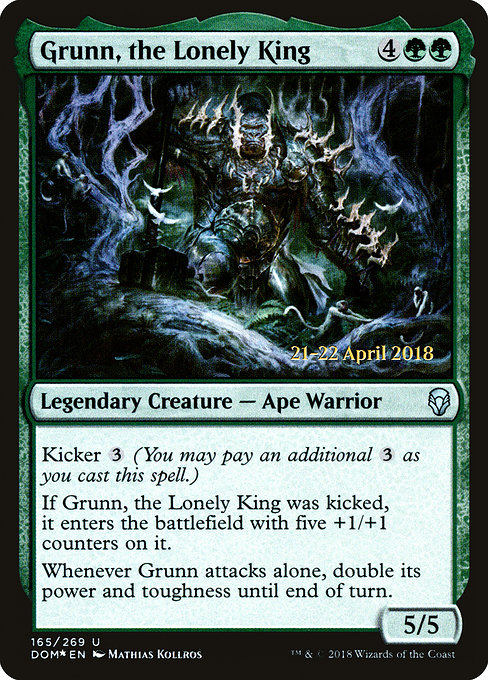 Grunn, the Lonely King 4
21–22 April 2018
Legendary Creature — Ape Warrior
Kicker 3 (You may pay an additional 3 as
you cast this spell.)
If Grunn, the Lonely King was kicked,
it enters the battlefield with five +1/+1
counters on it.
Whenever Grunn attacks alone, double its
power and toughness until end of turn.
5/5
165/269 U
DOM★EN Mathias Kollros
™ & © 2018 Wizards of the Coast